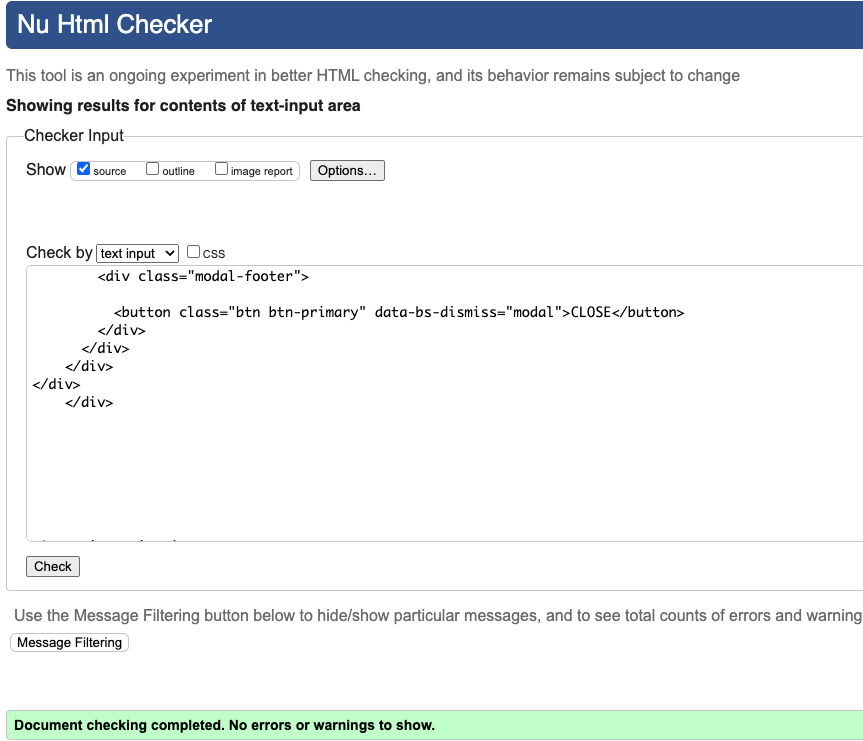 Nu Html Checker
This tool is an ongoing experiment in better HTML checking, and its behavior remains subject to change
Showing results for contents of text-input area
Checker Input
Show source outline image report Options...
Check by text input css
<div class="modal-footer">
<button class="btn btn-primary" data-bs-dismiss="modal">CLOSE</button>
</div>
</div>
</div>
</div>
</div>
Check
Use the Message Filtering button below to hide/show particular messages, and to see total counts of errors and warning
Message Filtering
Document checking completed. No errors or warnings to show.